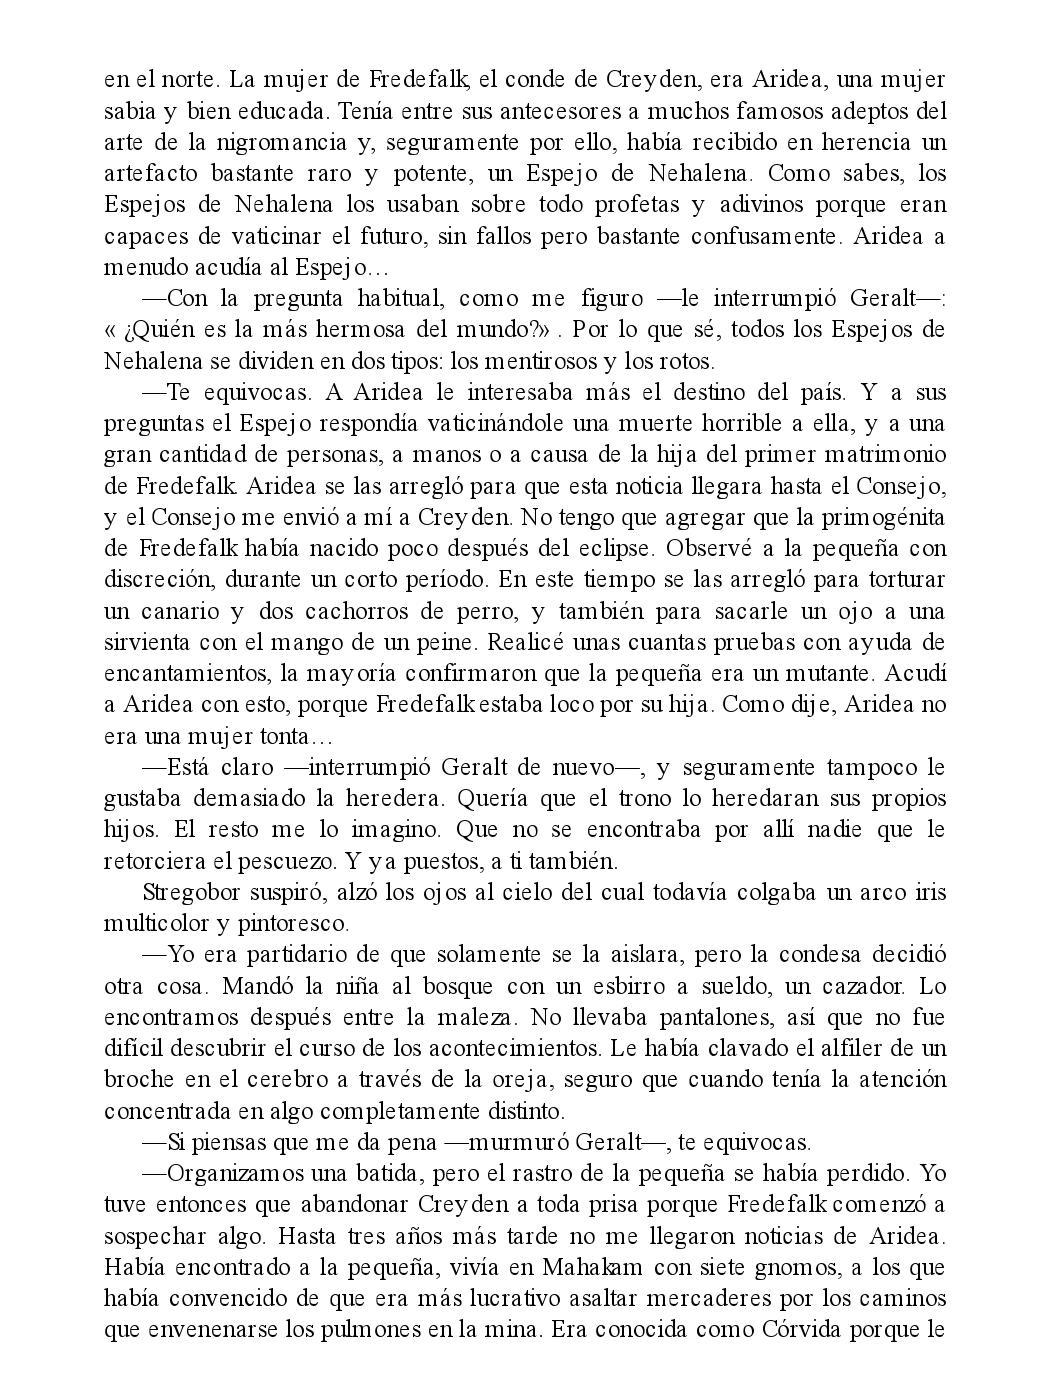 en el norte. La mujer de Fredefalk, el conde de Creyden, era Aridea, una mujer
sabia y bien educada. Tenía entre sus antecesores a muchos famosos adeptos del
arte de la nigromancia y, seguramente por ello, había recibido en herencia un
artefacto bastante raro y potente, un Espejo de Nehalena. Como sabes, los
Espejos de Nehalena los usaban sobre todo profetas y adivinos porque eran
capaces de vaticinar el futuro, sin fallos pero bastante confusamente. Aridea a
menudo acudía al Espejo…
—Con la pregunta habitual, como me figuro —le interrumpió Geralt—:
« ¿Quién es la más hermosa del mundo?» . Por lo que sé, todos los Espejos de
Nehalena se dividen en dos tipos: los mentirosos y los rotos.
—Te equivocas. A Aridea le interesaba más el destino del país. Y a sus
preguntas el Espejo respondía vaticinándole una muerte horrible a ella, y a una
gran cantidad de personas, a manos o a causa de la hija del primer matrimonio
de Fredefalk. Aridea se las arregló para que esta noticia llegara hasta el Consejo,
y el Consejo me envió a mí a Creyden. No tengo que agregar que la primogénita
de Fredefalk había nacido poco después del eclipse. Observé a la pequeña con
discreción, durante un corto período. En este tiempo se las arregló para torturar
un canario y dos cachorros de perro, y también para sacarle un ojo a una
sirvienta con el mango de un peine. Realicé unas cuantas pruebas con ayuda de
encantamientos, la mayoría confirmaron que la pequeña era un mutante. Acudí
a Aridea con esto, porque Fredefalk estaba loco por su hija. Como dije, Aridea no
era una mujer tonta…
—Está claro —interrumpió Geralt de nuevo—, y seguramente tampoco le
gustaba demasiado la heredera. Quería que el trono lo heredaran sus propios
hijos. El resto me lo imagino. Que no se encontraba por allí nadie que le
retorciera el pescuezo. Y ya puestos, a ti también.
Stregobor suspiró, alzó los ojos al cielo del cual todavía colgaba un arco iris
multicolor y pintoresco.
—Yo era partidario de que solamente se la aislara, pero la condesa decidió
otra cosa. Mandó la niña al bosque con un esbirro a sueldo, un cazador. Lo
encontramos después entre la maleza. No llevaba pantalones, así que no fue
difícil descubrir el curso de los acontecimientos. Le había clavado el alfiler de un
broche en el cerebro a través de la oreja, seguro que cuando tenía la atención
concentrada en algo completamente distinto.
—Si piensas que me da pena —murmuró Geralt—, te equivocas.
—Organizamos una batida, pero el rastro de la pequeña se había perdido. Yo
tuve entonces que abandonar Creyden a toda prisa porque Fredefalk comenzó a
sospechar algo. Hasta tres años más tarde no me llegaron noticias de Aridea.
Había encontrado a la pequeña, vivía en Mahakam con siete gnomos, a los que
había convencido de que era más lucrativo asaltar mercaderes por los caminos
que envenenarse los pulmones en la mina. Era conocida como Córvida porque le